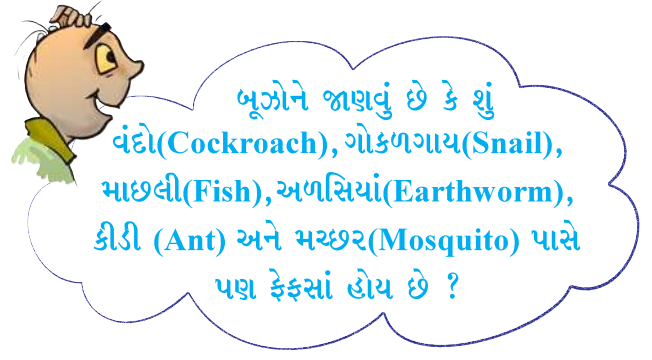 બૂઝોને જાણવું છે કે શું
વંદો(Cockroach), ગોકળગાય(Snail),
માછલી(Fish), અળસિયાં(Earthworm),
કીડી (Ant) અને મચ્છર(Mosquito) પાસે
પણ ફેફસાં હોય છે ?